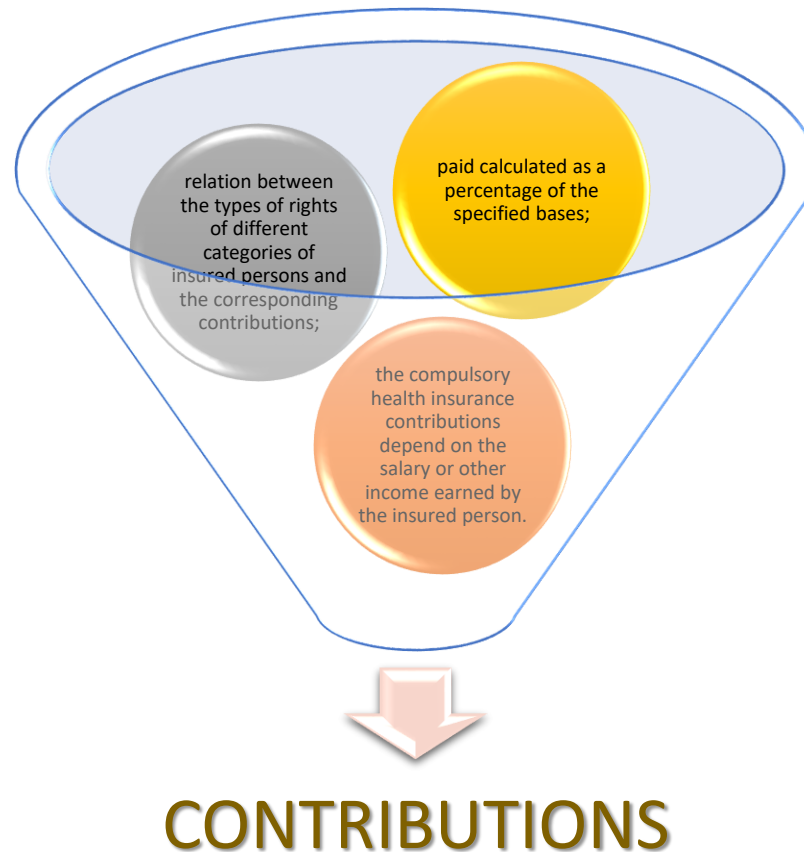 relation between
the types of rights
of different
categories of
insured persons and
the corresponding
contributions;
paid calculated as a
percentage of the
specified bases;
the compulsory
health insurance
contributions
depend on the
salary or other
income earned by
the insured person.
CONTRIBUTIONS